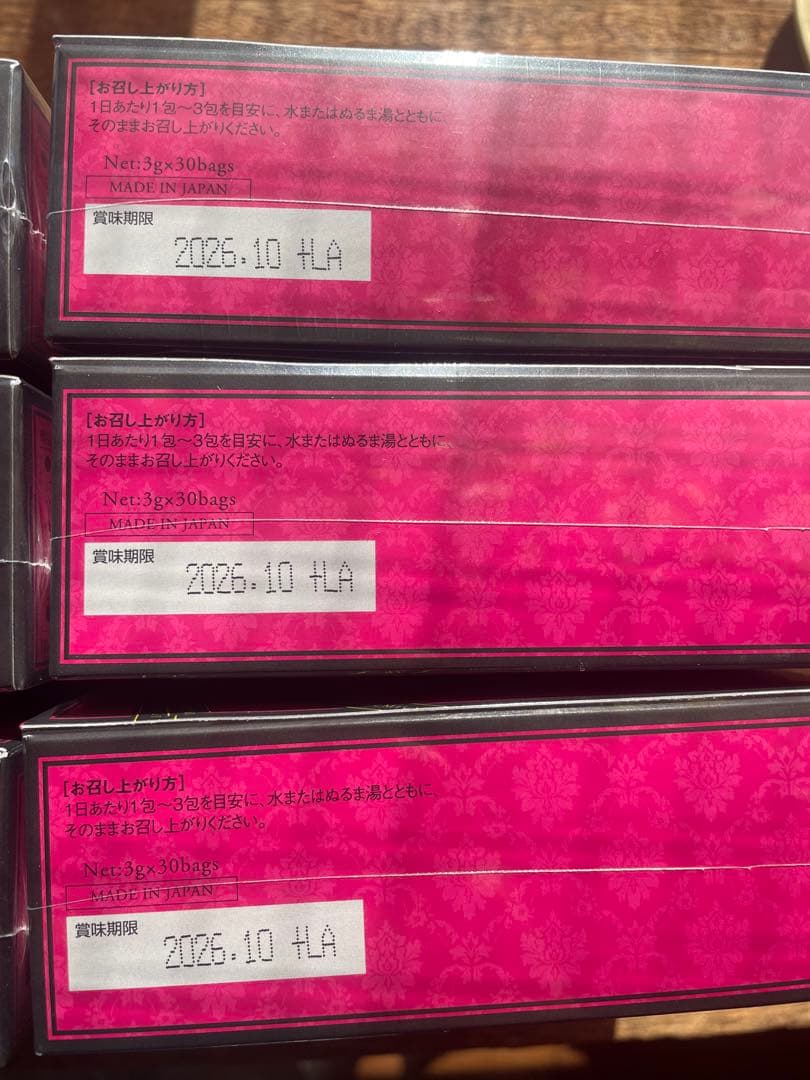 [お召し上がり方]
1日あたり1包～3包を目安に、水またはぬるま湯とともに、
そのままお召し上がりください。
Net:3g×30bags
MADE IN JAPAN
賞味期限
2026.10 +LA
[お召し上がり方]
1日あたり1包～3包を目安に、水またはぬるま湯とともに、
そのままお召し上がりください。
Net:3g×30bags
MADE IN JAPAN
賞味期限
2026.10 +LA
[お召し上がり方]
1日あたり1包～3包を目安に、水またはぬるま湯とともに、
そのままお召し上がりください。
Net:3g×30bags
MADE IN JAPAN
賞味期限
2026.10 +LA